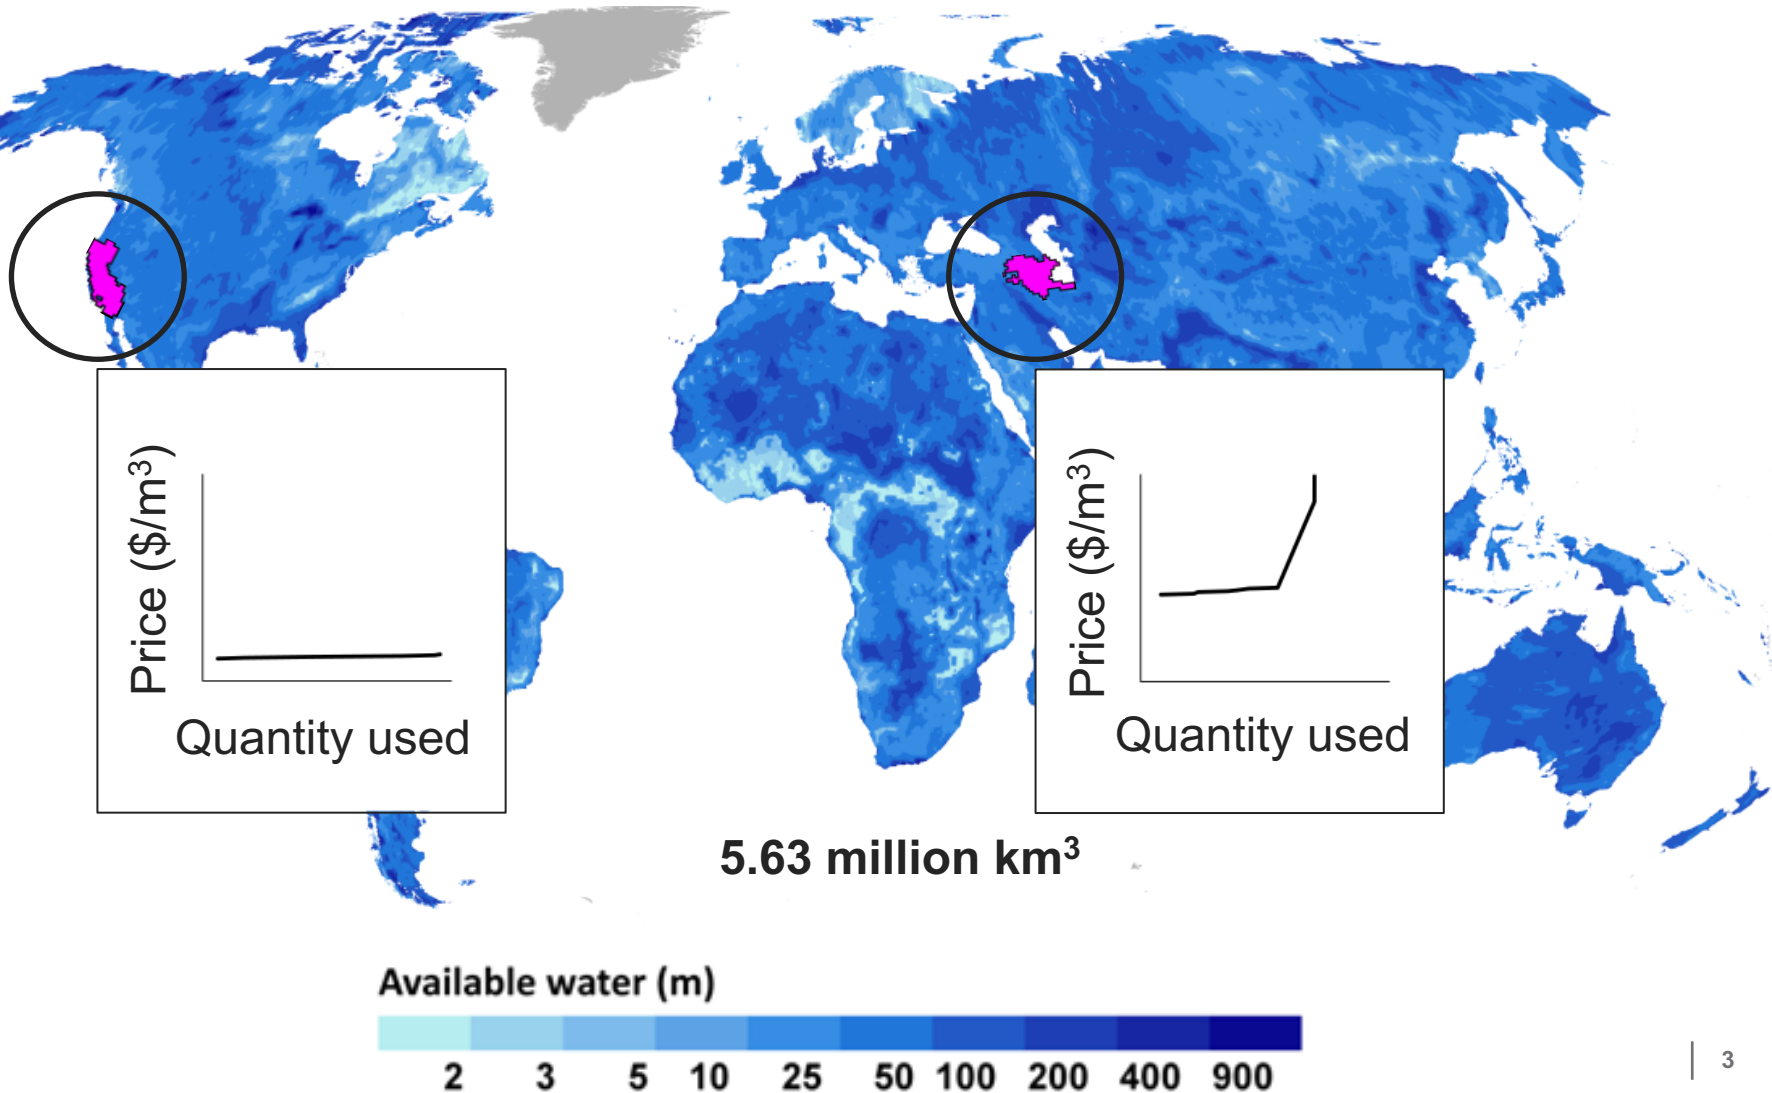 Price ($/m³)
Quantity used
Price ($/m³)
Quantity used
5.63 million km³
Available water (m)
2 3 5 10 25 50 100 200 400 900
3